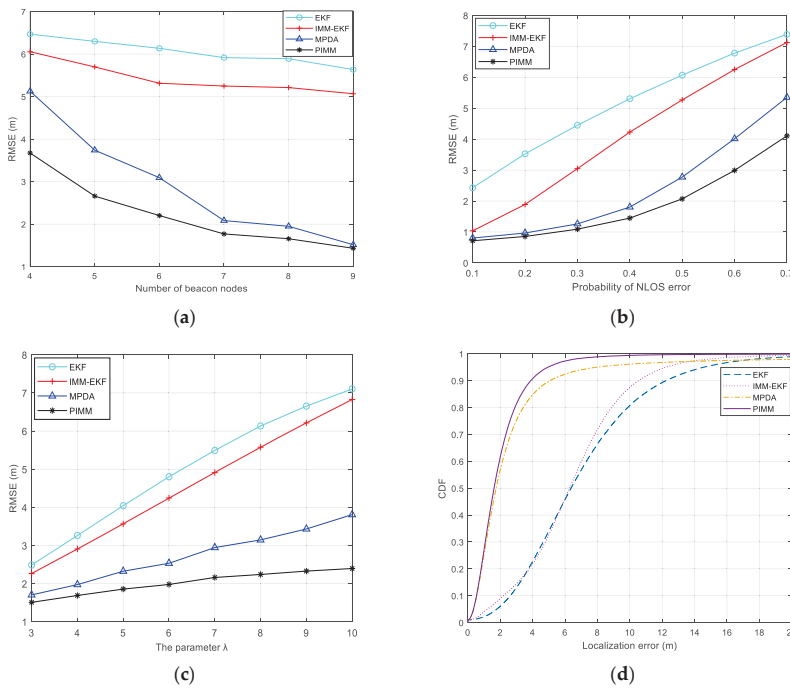 7
6
5
4
3
2
1
RMSE (m)
4
5
6
7
8
9
Number of beacon nodes
EKF
IMM-EKF
MPDA
PIMM
(a)
8
7
6
5
4
3
2
1
0
RMSE (m)
0.1
0.2
0.3
0.4
0.5
0.6
0.7
Probability of NLOS error
EKF
IMM-EKF
MPDA
PIMM
(b)
8
7
6
5
4
3
2
1
RMSE (m)
3
4
5
6
7
8
9
10
The parameter λ
EKF
IMM-EKF
MPDA
PIMM
(c)
1
0.9
0.8
0.7
0.6
0.5
0.4
0.3
0.2
0.1
0
CDF
0
2
4
6
8
10
12
14
16
18
2
Localization error (m)
EKF
IMM-EKF
MPDA
PIMM
(d)